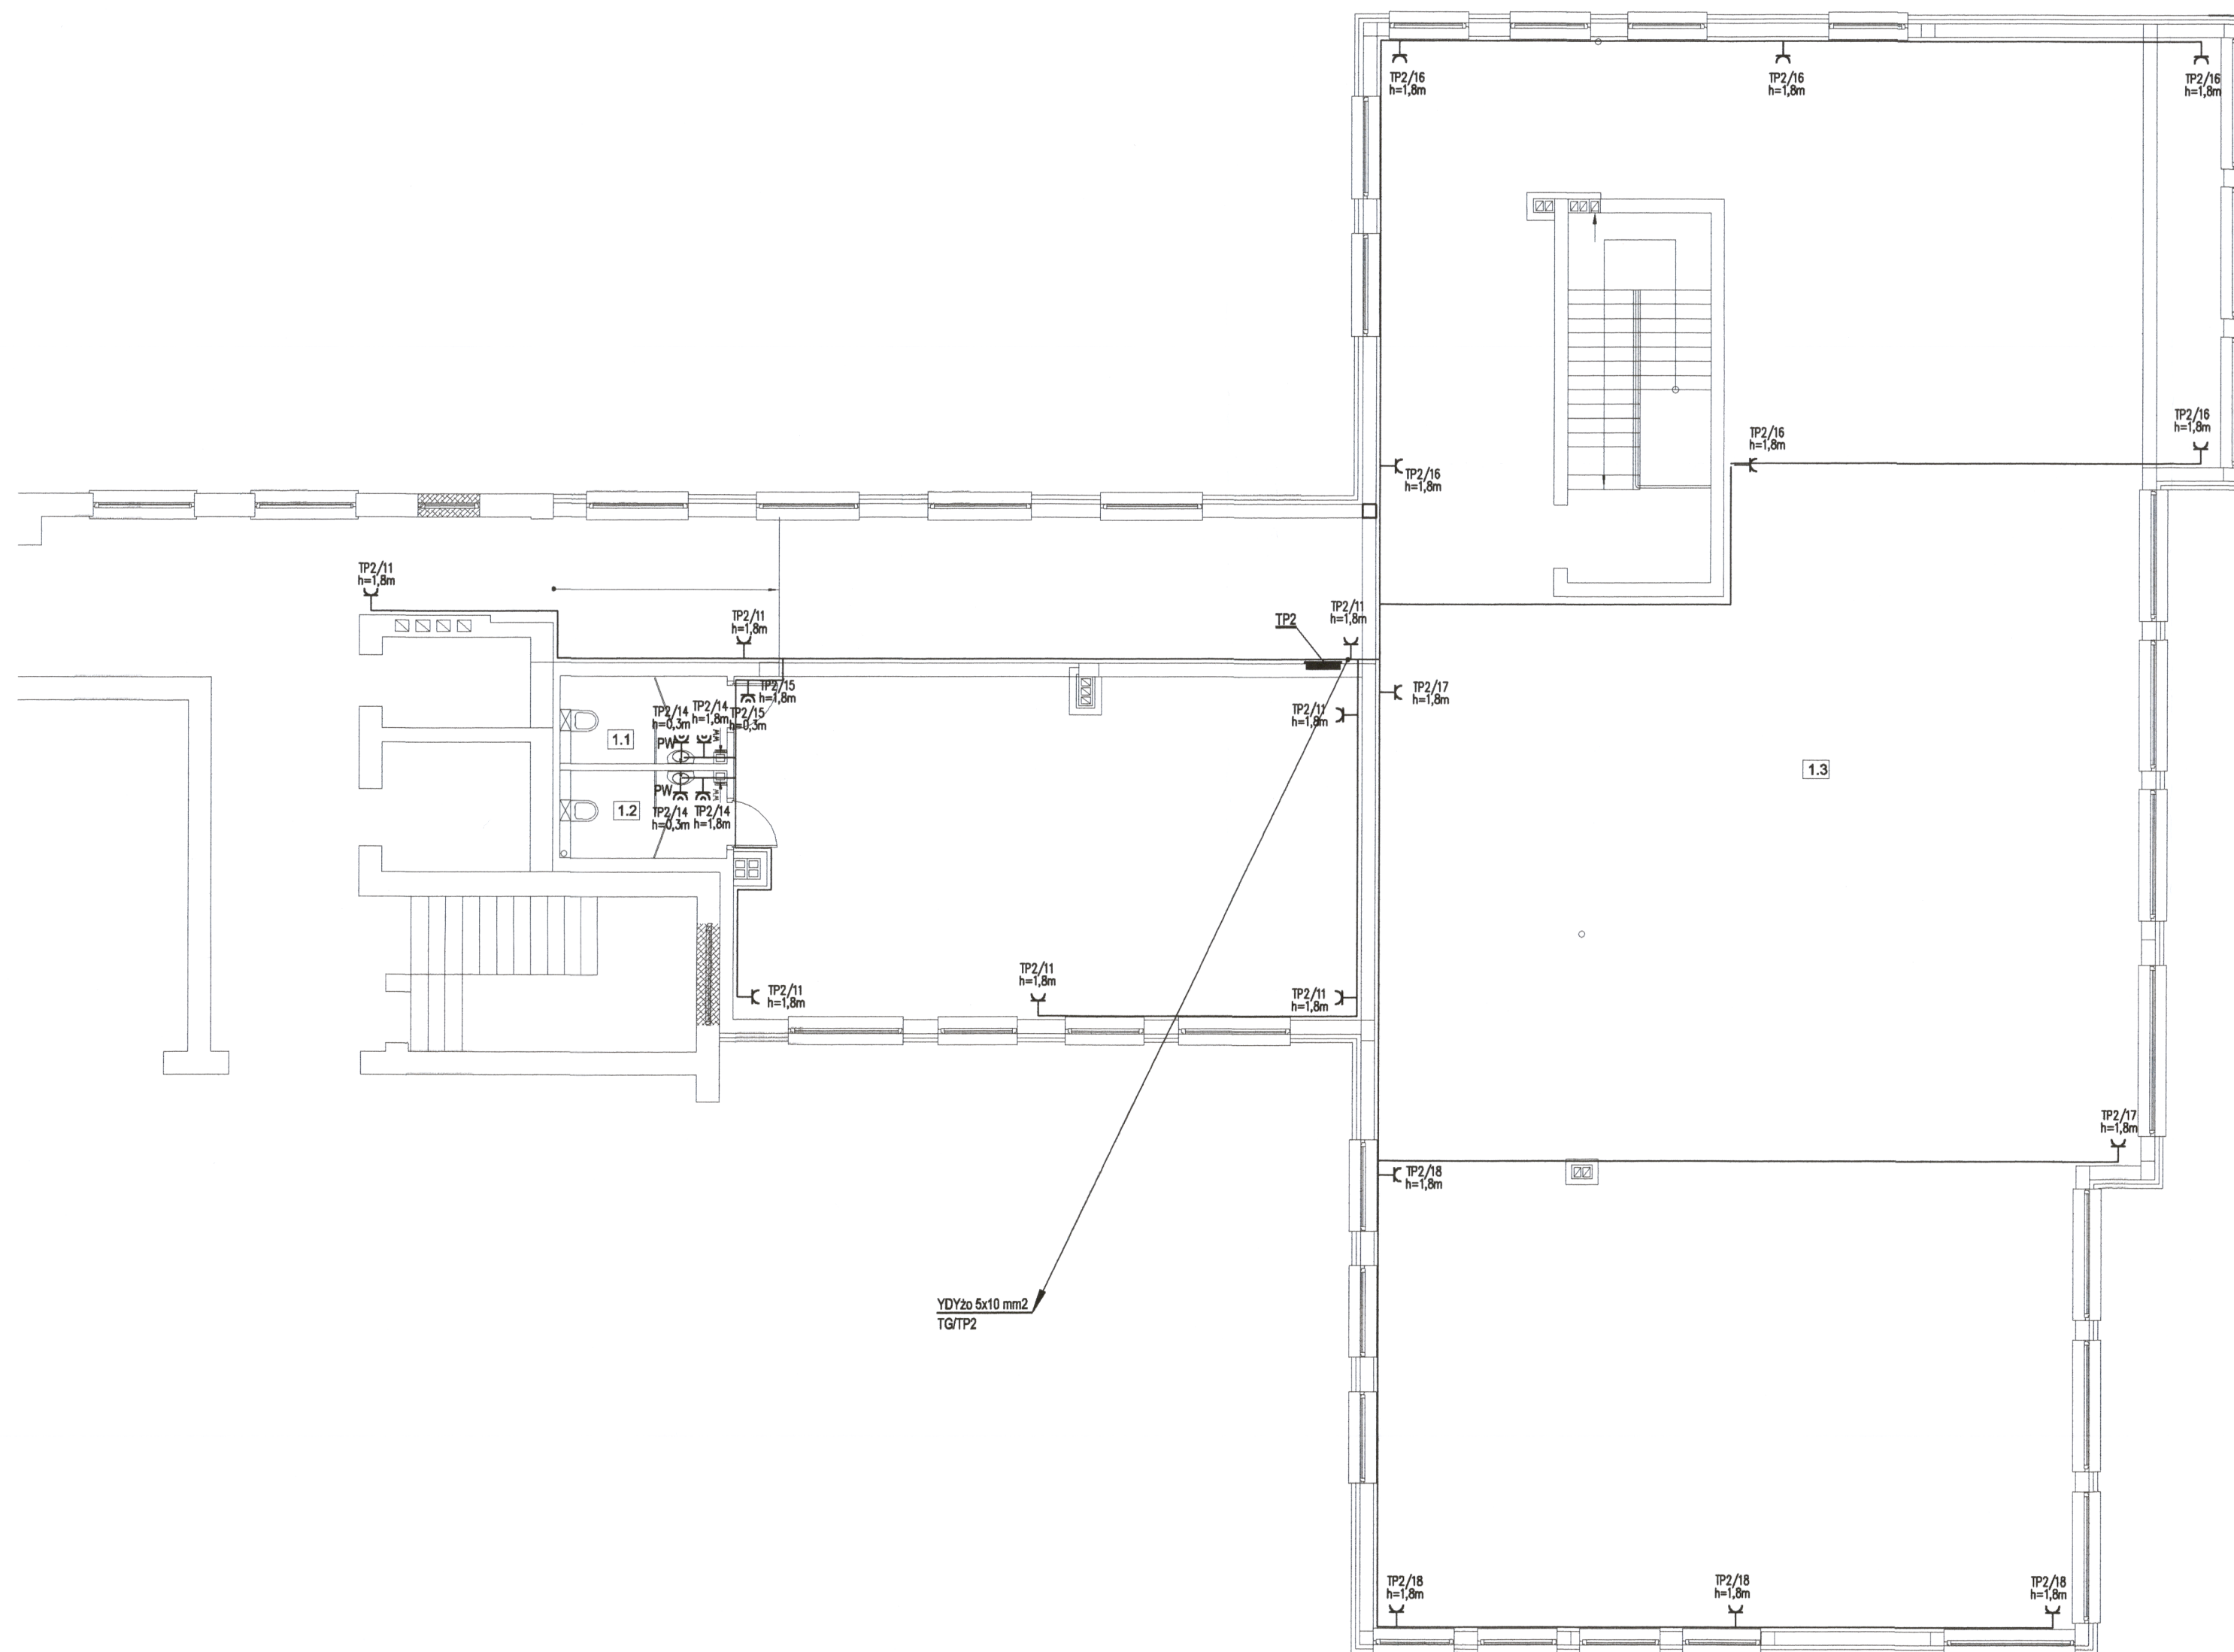 TP2/16
h=1,8m
TP2/16
h=1,8m
TP2/16
h=1,8m
TP2/16
h=1,8m
TP2/16
h=1,8m
TP2/16
h=1,8m
TP2/11
h=1,8m
TP2/11
h=1,8m
TP2
TP2/11
h=1,8m
TP2/15
h=1,8m
TP2/14
h=0,3m
TP2/14
h=1,8m
TP2/15
h=0,3m
TP2/11
h=1,8m
TP2/17
h=1,8m
1.1
PW
1.3
PW
1.2
TP2/14
h=0,3m
TP2/14
h=1,8m
TP2/11
h=1,8m
TP2/11
h=1,8m
TP2/11
h=1,8m
TP2/17
h=1,8m
TP2/18
h=1,8m
YDYżo 5x10 mm2
TG/TP2
TP2/18
h=1,8m
TP2/18
h=1,8m
TP2/18
h=1,8m